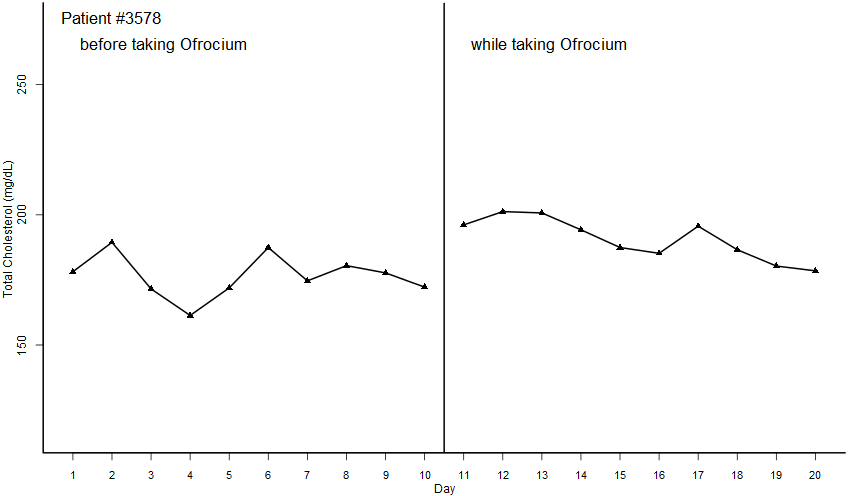 Patient #3578
before taking Ofrocium
while taking Ofrocium
Total Cholesterol (mg/dL)
250
200
150
1 2 3 4 5 6 7 8 9 10 11 12 13 14 15 16 17 18 19 20
Day